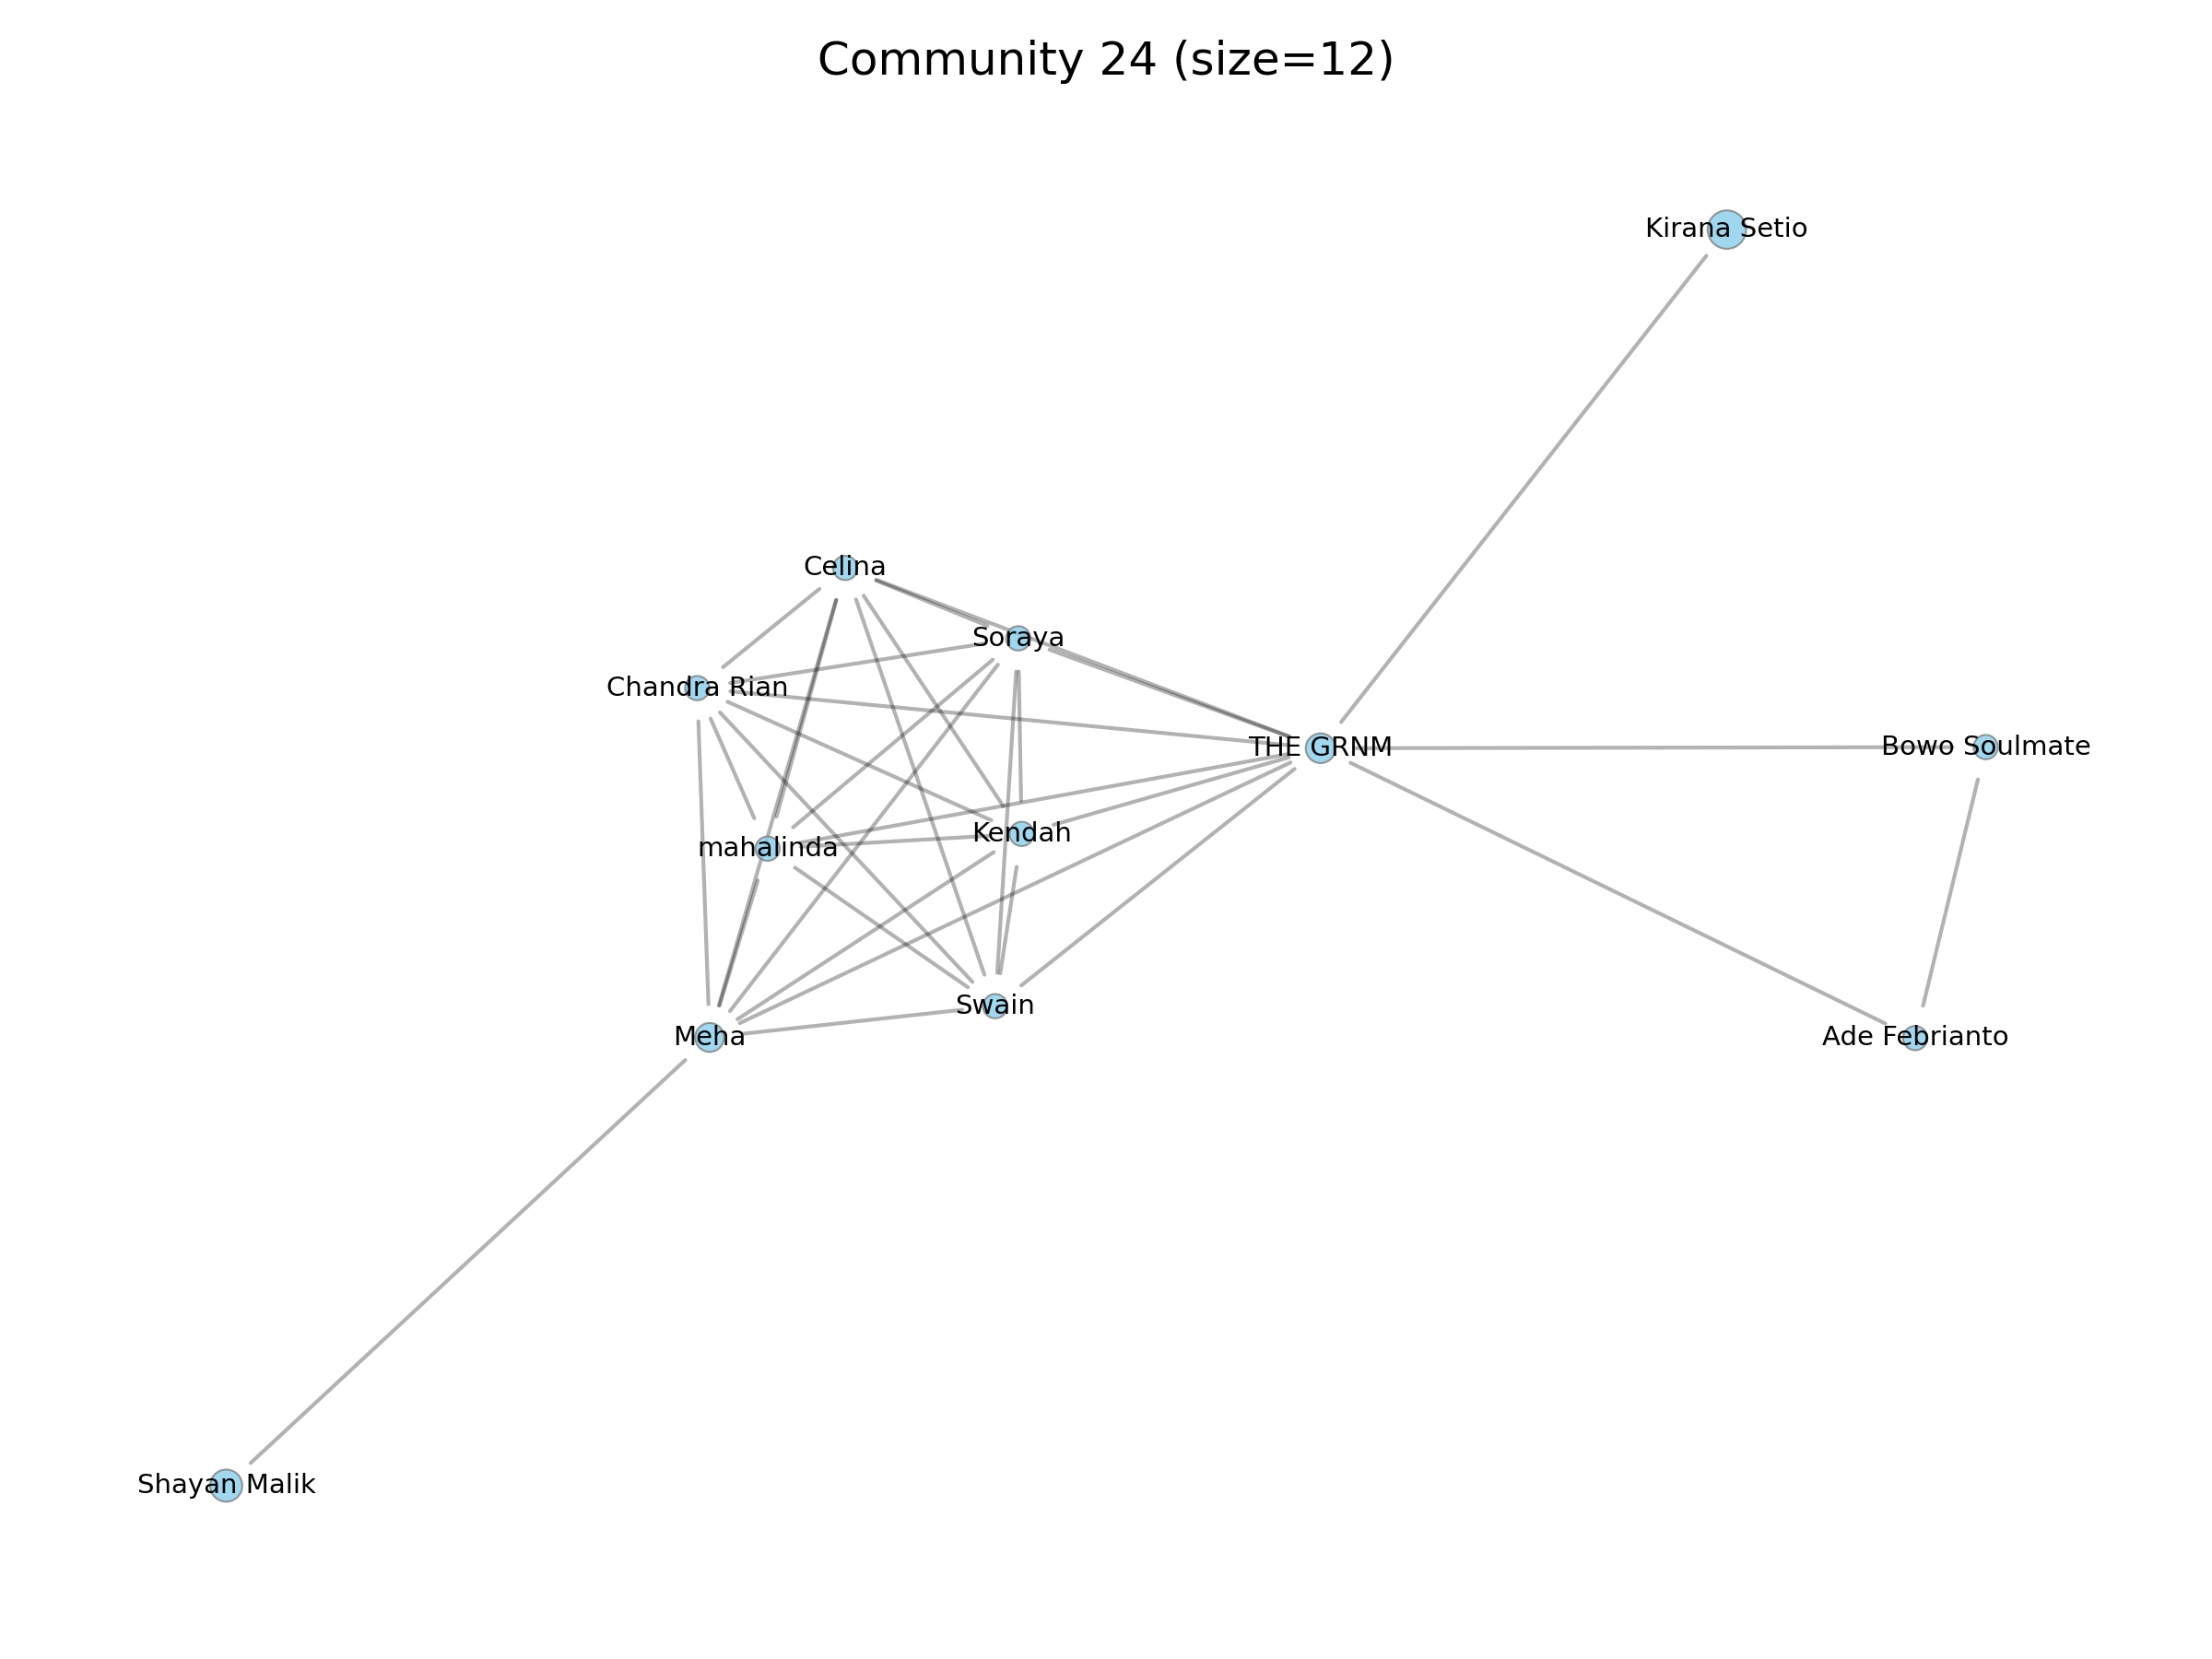 Community 24 (size=12)
Kirana Setio
Celina
Soraya
Chandra Rian
THE GRNM
Bowo Soulmate
Kendah
mahalinda
Swain
Meha
Ade Febrianto
Shayan Malik